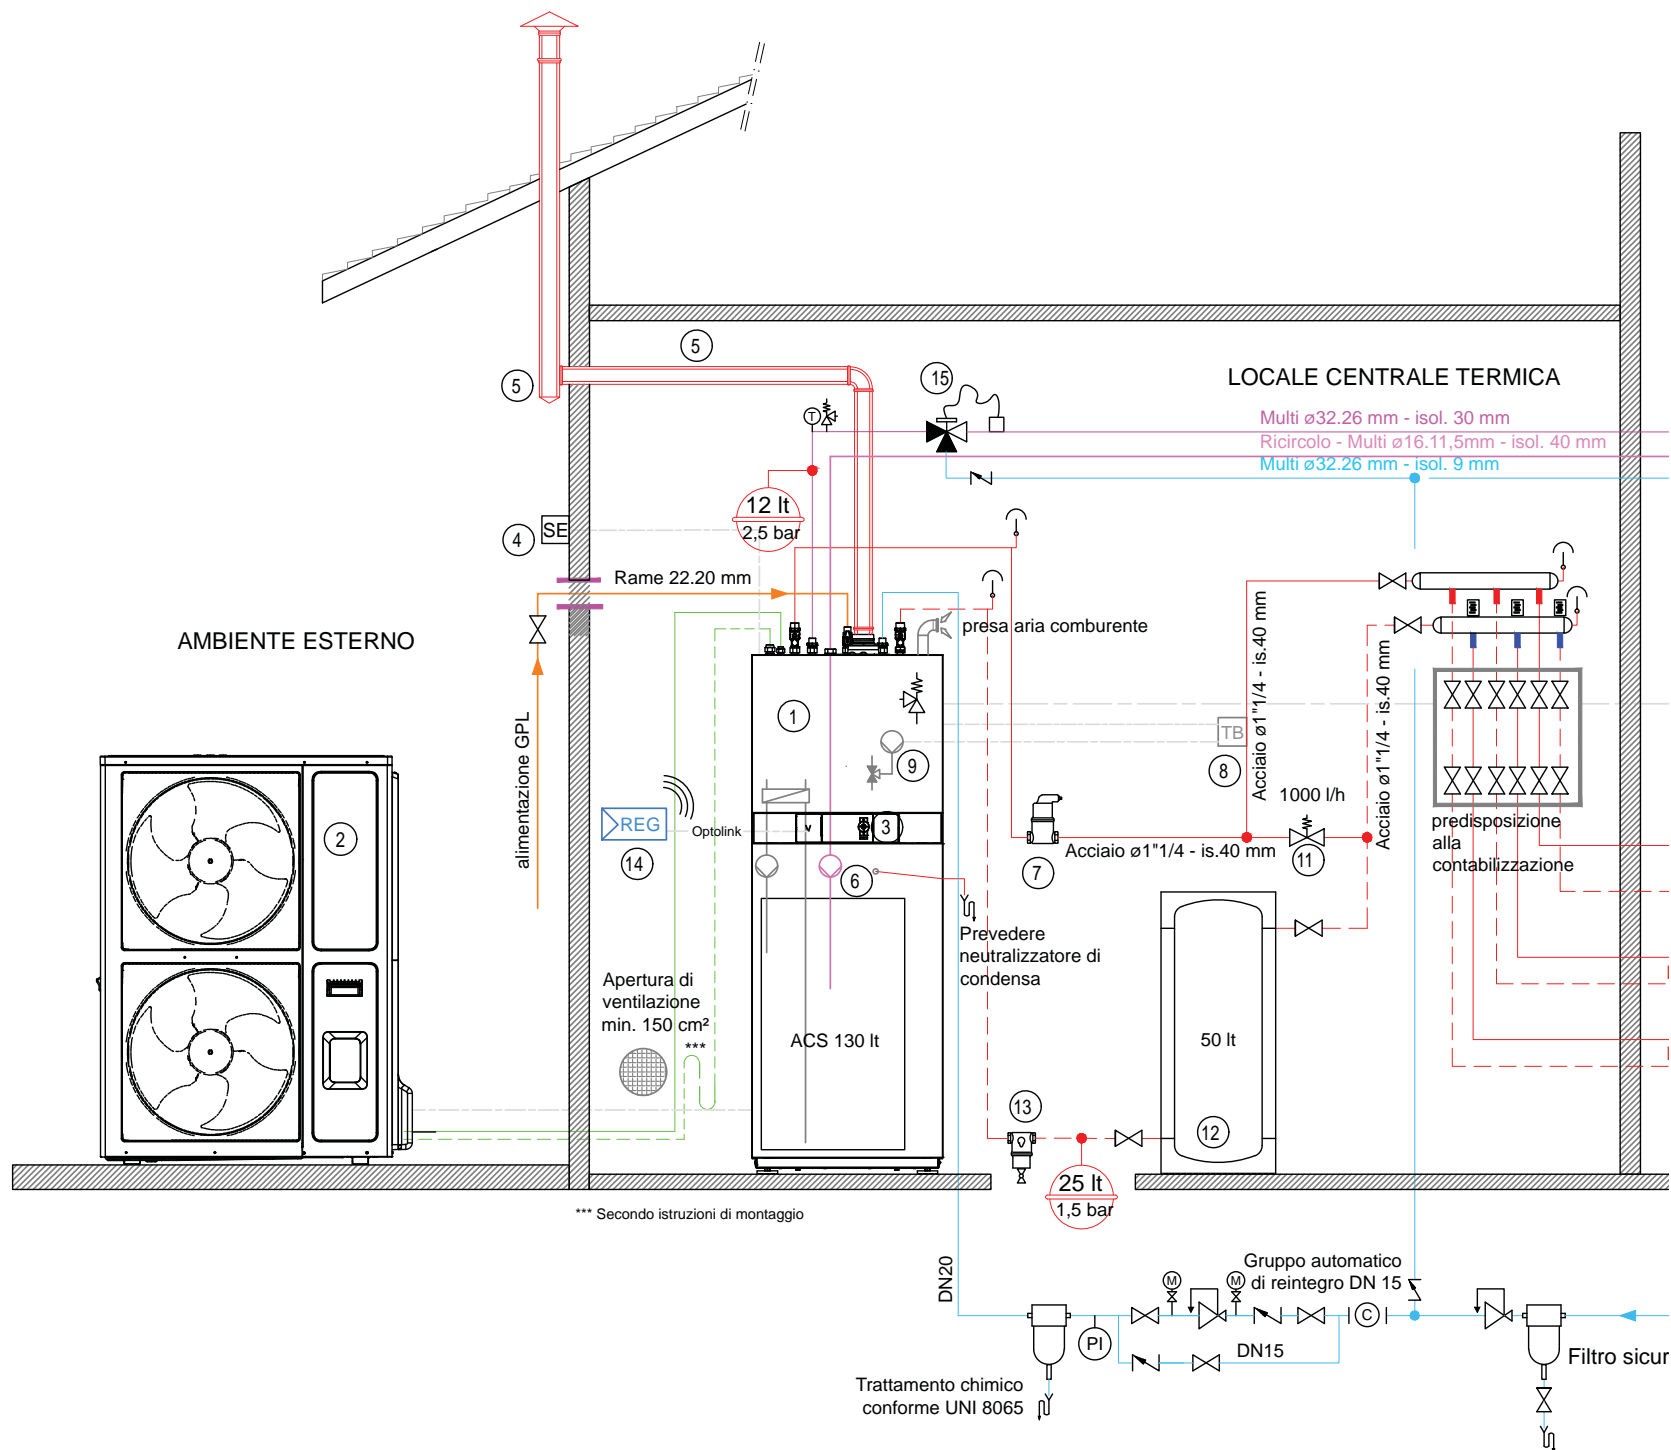 5
5
15
LOCALE CENTRALE TERMICA
Multi ø32.26 mm - isol. 30 mm
Ricircolo - Multi ø16.11,5mm - isol. 40 mm
Multi ø32.26 mm - isol. 9 mm
T
12 lt
2,5 bar
4
SE
Rame 22.20 mm
AMBIENTE ESTERNO
presa aria comburente
alimentazione GPL
Acciaio ø1"1/4 - is.40 mm
Acciaio ø1"1/4 - is.40 mm
1
2
9
TB
8
1000 l/h
REG
Optolink
V
3
14
6
7
Acciaio ø1"1/4 - is.40 mm
11
predisposizione
alla
contabilizzazione
Prevedere
neutralizzatore di
condensa
Apertura di
ventilazione
min. 150 cm²
***
ACS 130 lt
50 lt
12
13
25 lt
1,5 bar
*** Secondo istruzioni di montaggio
DN20
Gruppo automatico
di reintegro DN 15
M
M
C
PI
DN15
Filtro sicur
Trattamento chimico
conforme UNI 8065